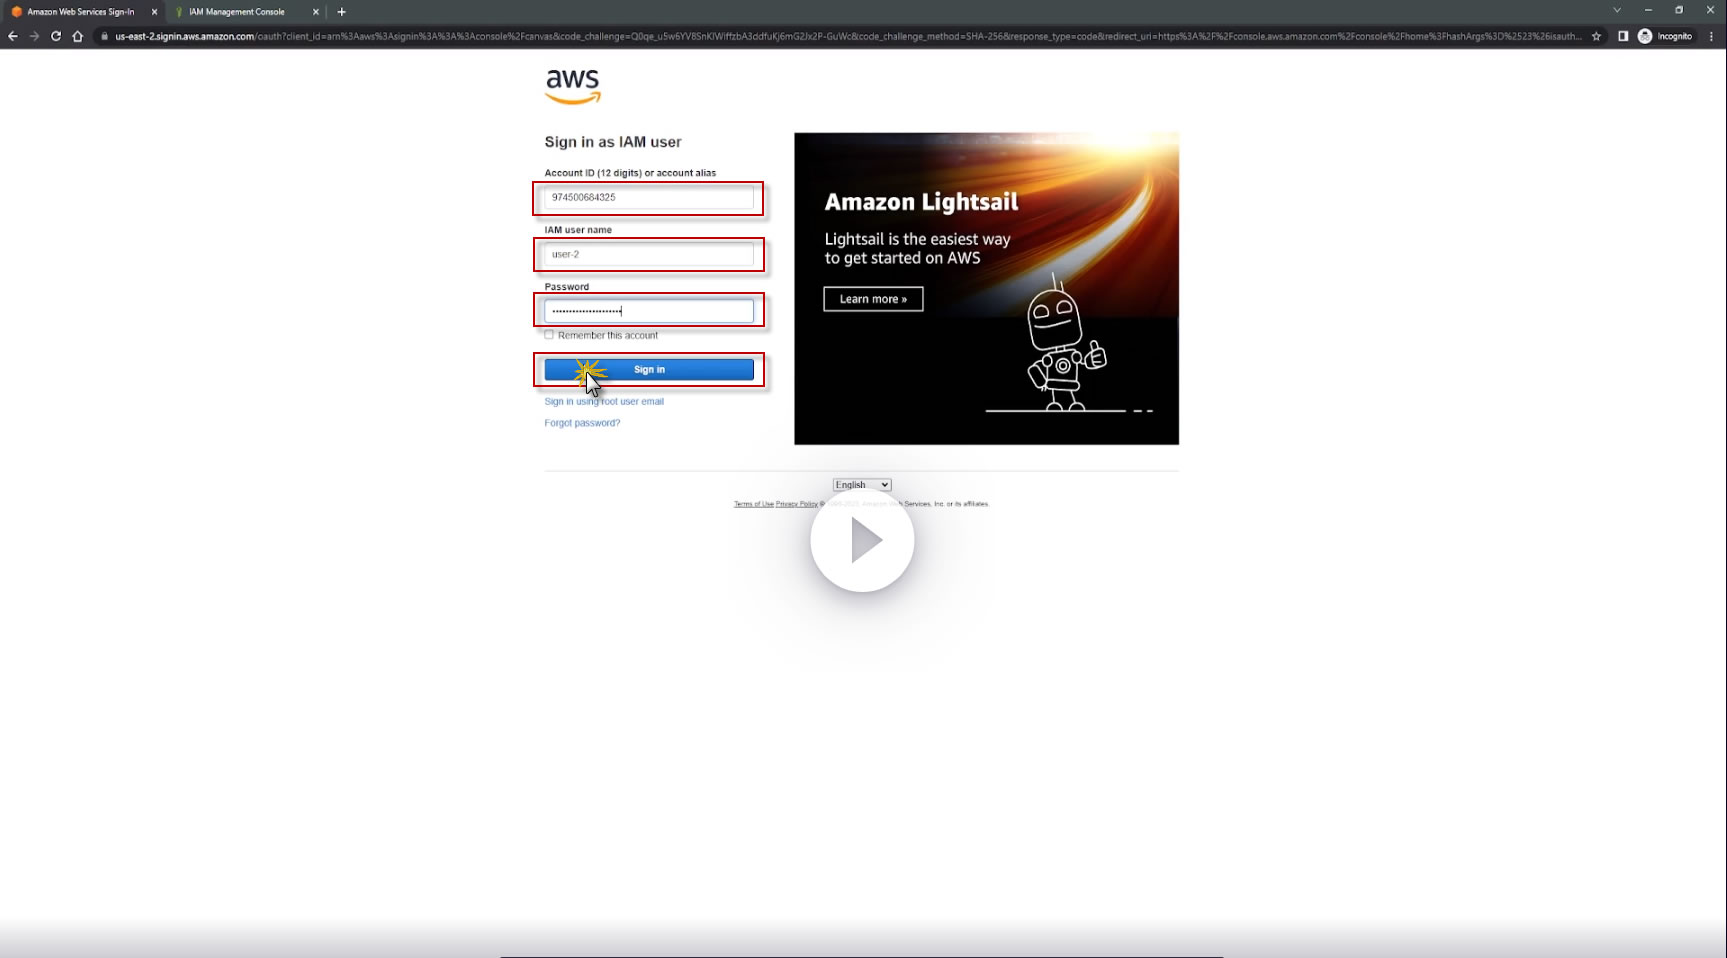 Amazon Web Services Sign-In
IAM Management Console
us-east-2.signin.aws.amazon.com/oauth?client_id=arn%3Aaws%3Asignin%3A%3A%3Aconsole%2Fcanvas&code_challenge=
&code_challenge_method=SHA-256&response_type=code&redirect_uri=https%3A%2F%2Fconsole.aws.amazon.com%2Fconsole%2Fhome%3FhashArgs%3D%2523%26isauth...
Incognito
aws
Sign in as IAM user
Account ID (12 digits) or account alias
974500684325
IAM user name
user-2
Password
Remember this account
Sign in
Sign in using root user email
Forgot password?
Amazon Lightsail
Lightsail is the easiest way
to get started on AWS
Learn more »
English
Terms of Use Privacy Policy © Services, Inc. or its affiliates.